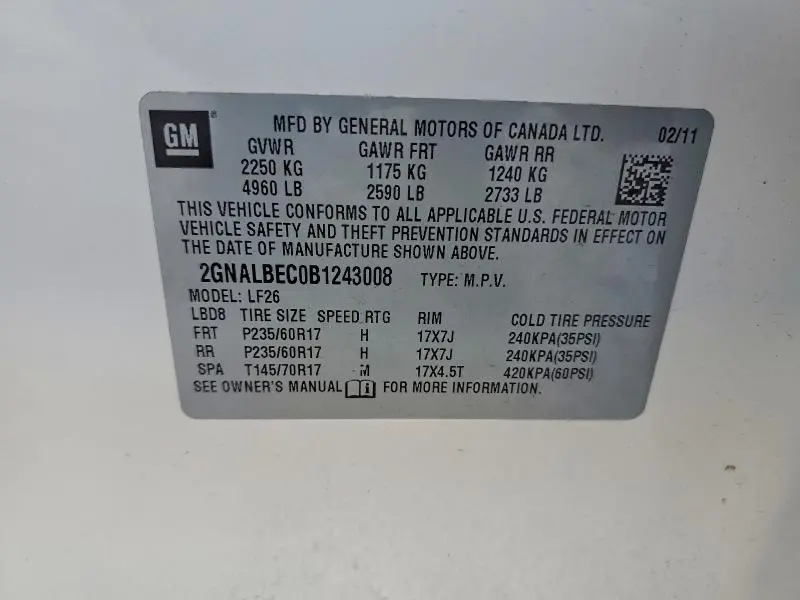 GM ® MFD BY GENERAL MOTORS OF CANADA LTD. 02/11
GVWR GAWR FRT GAWR RR
2250 KG 1175 KG 1240 KG
4960 LB 2590 LB 2733 LB
THIS VEHICLE CONFORMS TO ALL APPLICABLE U.S. FEDERAL MOTOR
VEHICLE SAFETY AND THEFT PREVENTION STANDARDS IN EFFECT ON
THE DATE OF MANUFACTURE SHOWN ABOVE.
2GNALBEC0B1243008 TYPE: M.P.V.
MODEL: LF26
LBD8 TIRE SIZE SPEED RTG RIM COLD TIRE PRESSURE
FRT P235/60R17 H 17X7J 240KPA(35PSI)
RR P235/60R17 H 17X7J 240KPA(35PSI)
SPA T145/70R17 M 17X4.5T 420KPA(60PSI)
SEE OWNER'S MANUAL i FOR MORE INFORMATION.